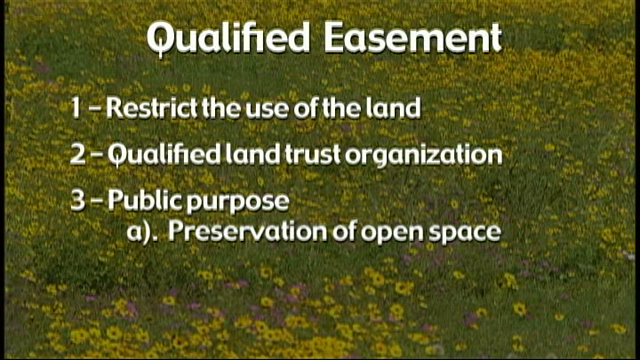 Qualified Easement
1 – Restrict the use of the land
2 – Qualified land trust organization
3 – Public purpose
a). Preservation of open space